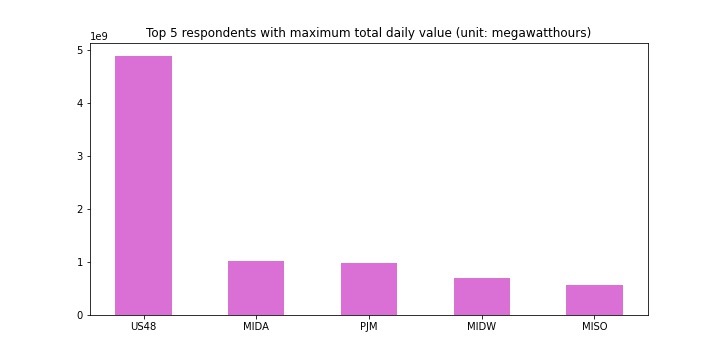 Top 5 respondents with maximum total daily value (unit: megawatthours)
1e9
5
4
3
2
1
0
US48 MIDA PJM MIDW MISO